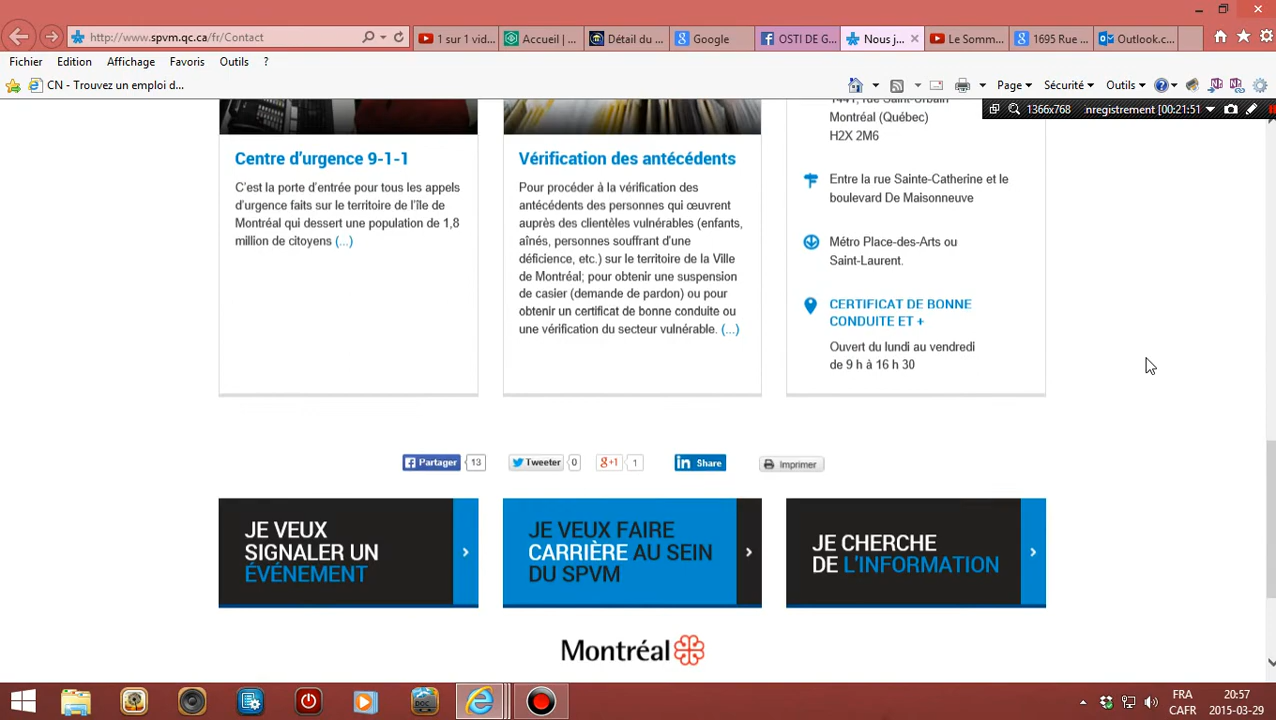 http://www.spvm.qc.ca/fr/Contact
1 sur 1 vid...
Accueil | ...
Détail du ...
Google
OSTI DE G...
Nous j...
Le Somm...
1695 Rue ...
Outlook.c...
Fichier Edition Affichage Favoris Outils ?
CN - Trouvez un emploi d...
Page Sécurité Outils
1366x768 nregistrement [00:21:51]
Centre d'urgence 9-1-1
C'est la porte d'entrée pour tous les appels
d'urgence faits sur le territoire de l'île de
Montréal qui dessert une population de 1,8
million de citoyens (...)
Vérification des antécédents
Pour procéder à la vérification des
antécédents des personnes qui œuvrent
auprès des clientèles vulnérables (enfants,
aînés, personnes souffrant d'une
déficience, etc.) sur le territoire de la Ville
de Montréal; pour obtenir une suspension
de casier (demande de pardon) ou pour
obtenir un certificat de bonne conduite ou
une vérification du secteur vulnérable. (...)
1441, rue Saint-Urbain
Montréal (Québec)
H2X 2M6
Entre la rue Sainte-Catherine et le
boulevard De Maisonneuve
Métro Place-des-Arts ou
Saint-Laurent.
CERTIFICAT DE BONNE
CONDUITE ET +
Ouvert du lundi au vendredi
de 9 h à 16 h 30
Partager 13
Tweeter 0
g+1 1
in Share
Imprimer
JE VEUX
SIGNALER UN
ÉVÉNEMENT
JE VEUX FAIRE
CARRIÈRE AU SEIN
DU SPVM
JE CHERCHE
DE L'INFORMATION
Montréal
DOC
FRA
CAFR
20:57
2015-03-29